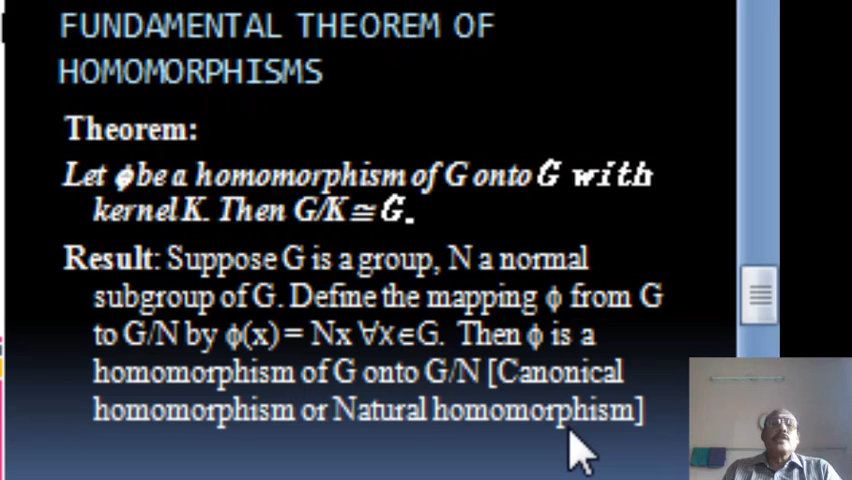 FUNDAMENTAL THEOREM OF
HOMOMORPHISMS
Theorem:
Let ϕ be a homomorphism of G onto G with
kernel K. Then G/K ≅ G.
Result: Suppose G is a group, N a normal
subgroup of G. Define the mapping ϕ from G
to G/N by ϕ(x) = Nx ∀x∈G. Then ϕ is a
homomorphism of G onto G/N [Canonical
homomorphism or Natural homomorphism]